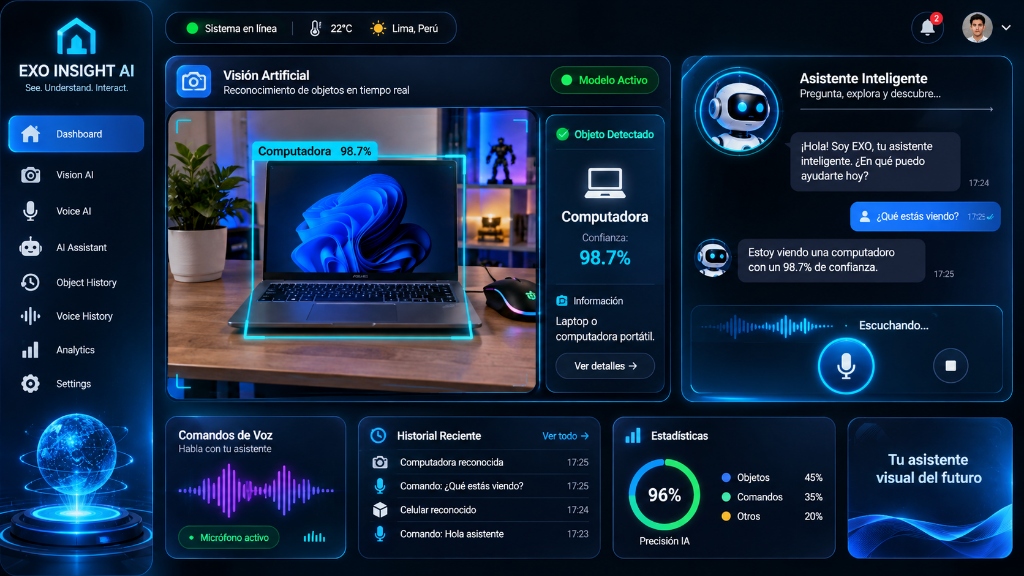 EXO INSIGHT AI
See. Understand. Interact.
Dashboard
Vision AI
Voice AI
AI Assistant
Object History
Voice History
Analytics
Settings
Sistema en línea
22°C
Lima, Perú
2
Visión Artificial
Reconocimiento de objetos en tiempo real
Modelo Activo
Computadora 98.7%
Objeto Detectado
Computadora
Confianza:
98.7%
Información
Laptop o
computadora portátil.
Ver detalles →
Asistente Inteligente
Pregunta, explora y descubre...
¡Hola! Soy EXO, tu asistente
inteligente. ¿En qué puedo
ayudarte hoy?
17:24
¿Qué estás viendo? 17:25
Estoy viendo una computadoro
con un 98.7% de confianza.
17:25
Escuchando...
Comandos de Voz
Habla con tu asistente
Micrófono activo
Historial Reciente
Ver todo →
Computadora reconocida 17:25
Comando: ¿Qué estás viendo? 17:25
Celular reconocido 17:24
Comando: Hola asistente 17:23
Estadísticas
96%
Precisión IA
Objetos 45%
Comandos 35%
Otros 20%
Tu asistente
visual del futuro